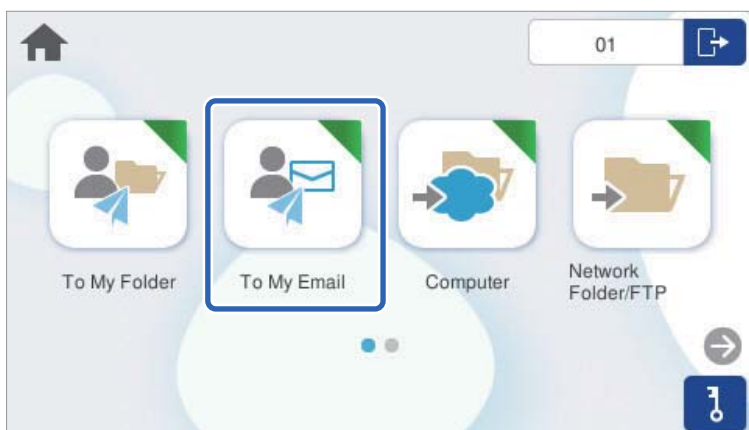 01
To My Folder
To My Email
Computer
Network
Folder/FTP